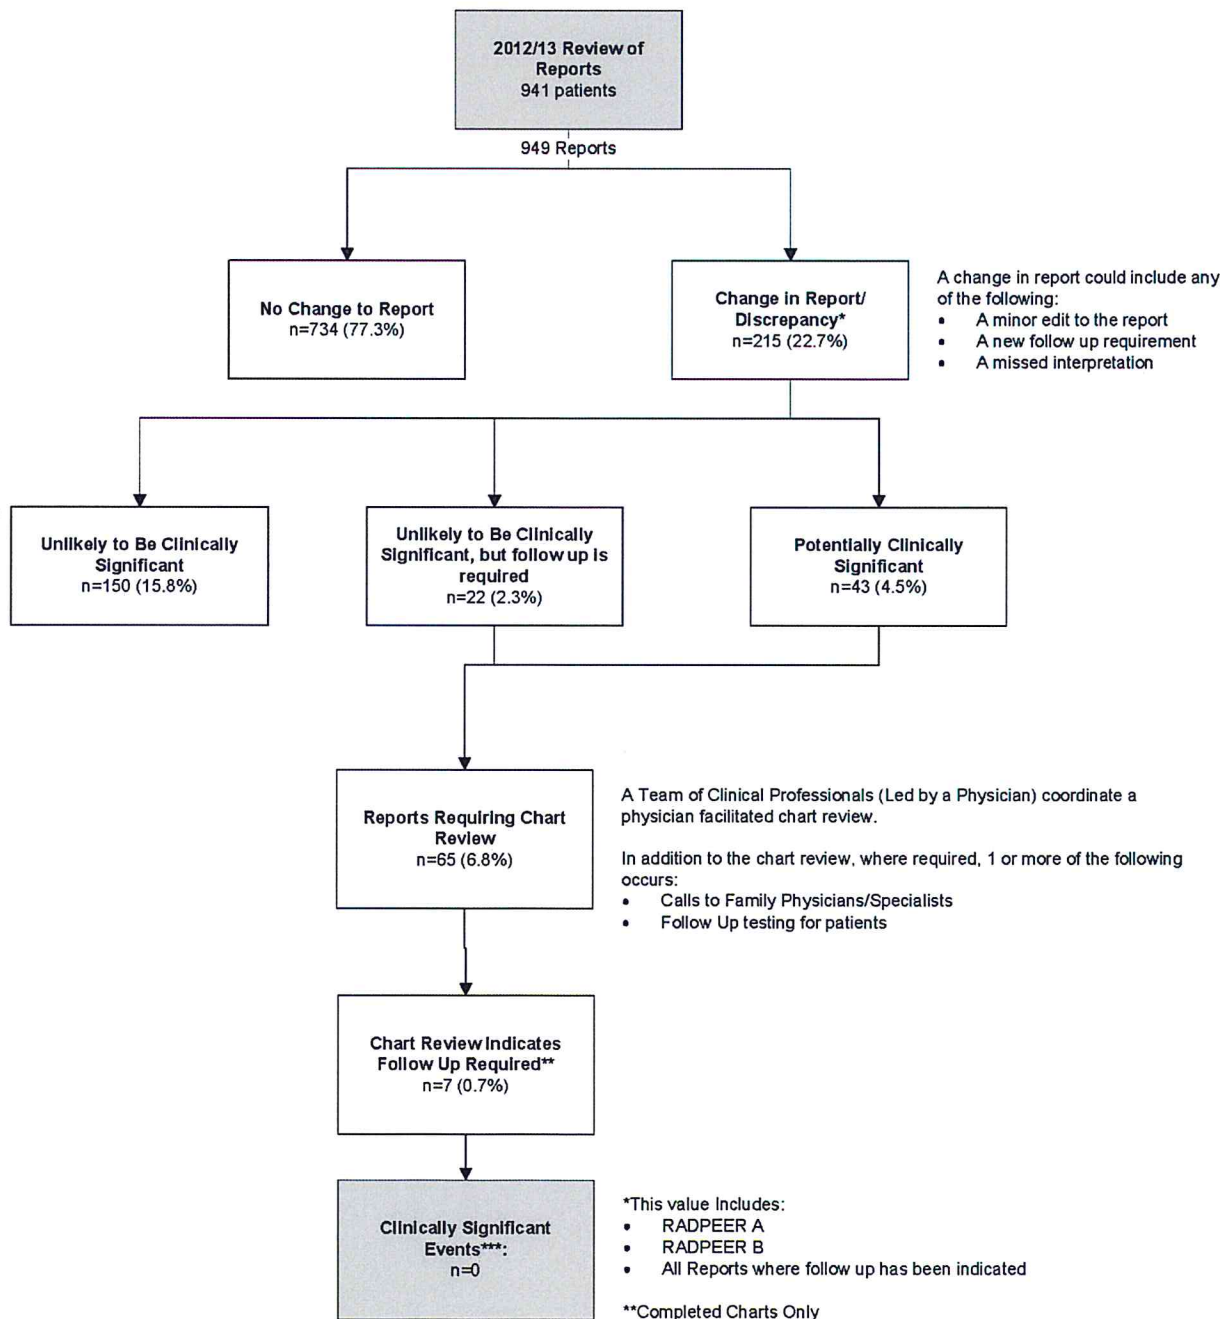 2012/13 Review of
Reports
941 patients
949 Reports
No Change to Report
n=734 (77.3%)
Change in Report/
Discrepancy*
n=215 (22.7%)
A change in report could include any
of the following:
• A minor edit to the report
• A new follow up requirement
• A missed interpretation
Unlikely to Be Clinically
Significant
n=150 (15.8%)
Unlikely to Be Clinically
Significant, but follow up is
required
n=22 (2.3%)
Potentially Clinically
Significant
n=43 (4.5%)
Reports Requiring Chart
Review
n=65 (6.8%)
A Team of Clinical Professionals (Led by a Physician) coordinate a
physician facilitated chart review.
In addition to the chart review, where required, 1 or more of the following
occurs:
• Calls to Family Physicians/Specialists
• Follow Up testing for patients
Chart Review Indicates
Follow Up Required**
n=7 (0.7%)
Clinically Significant
Events***:
n=0
*This value Includes:
• RADPEER A
• RADPEER B
• All Reports where follow up has been indicated
**Completed Charts Only